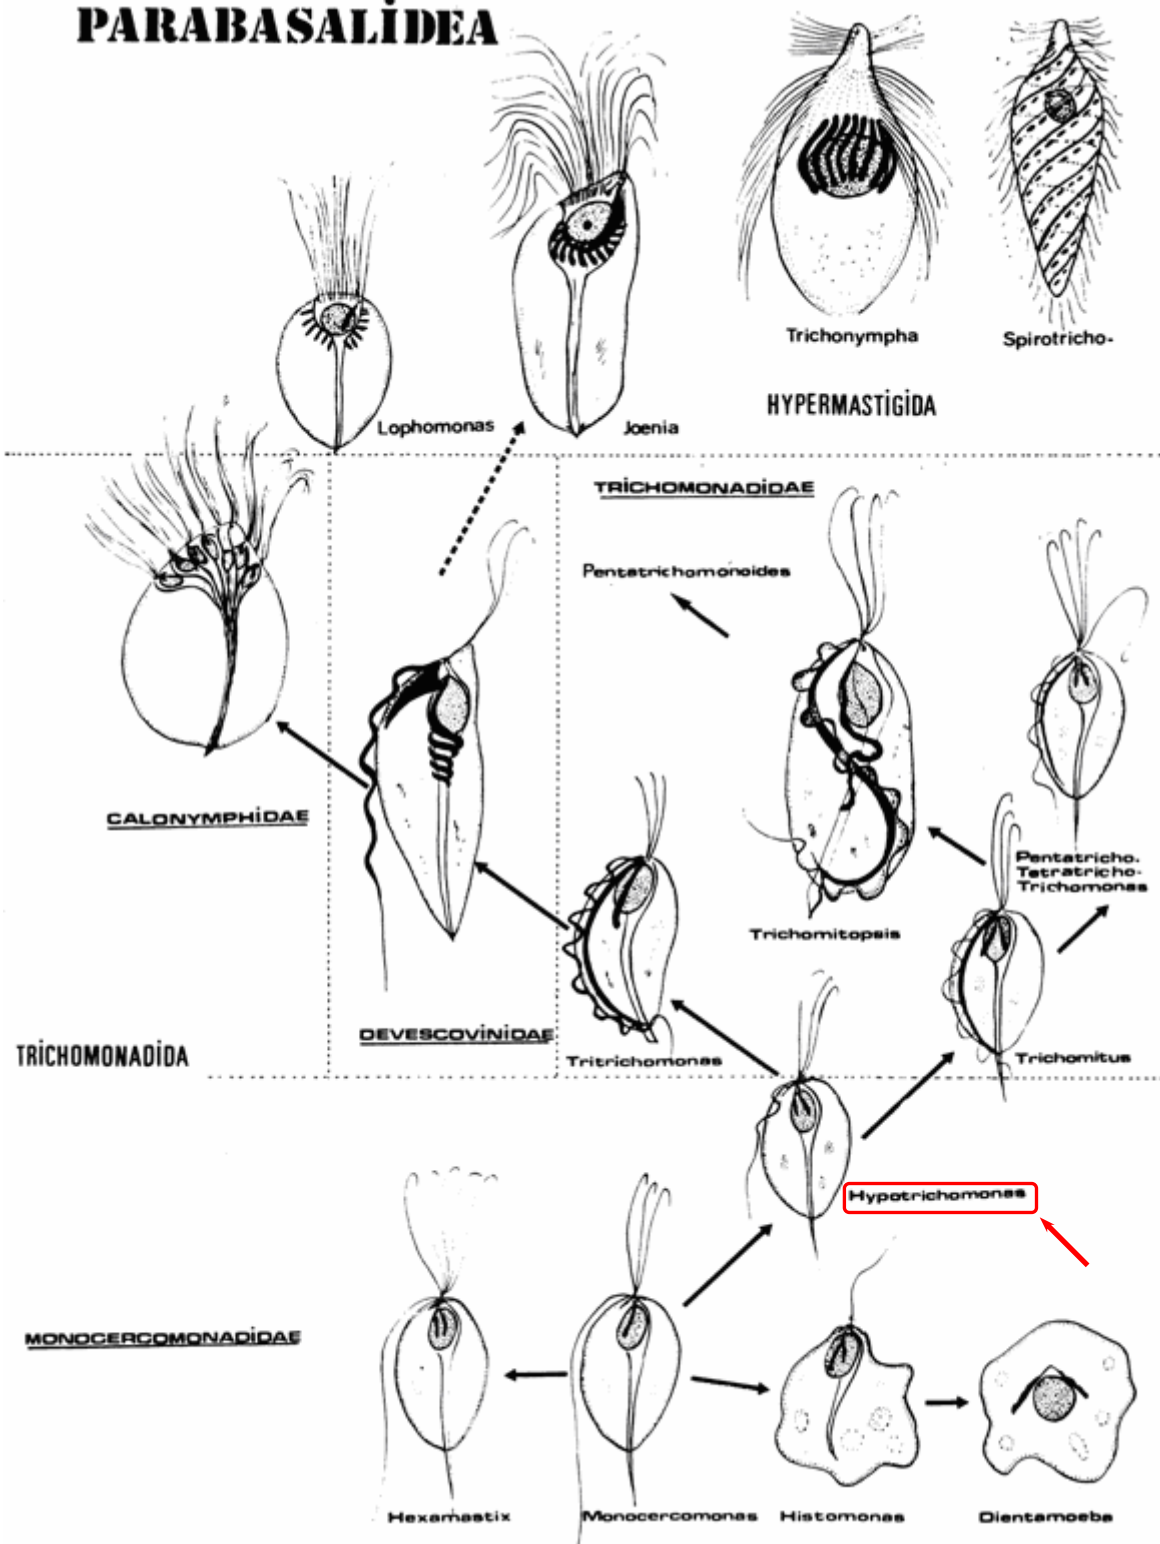 PARABASALİDEA
Trichonympha
Spirotricho-
HYPERMASTİGİDA
Lophomonas
Joenia
TRİCHOMONADİDAE
Pentatrichomonoides
CALONYMPHİDAE
Pentatricho.
Tetratricho-
Trichomonas
Trichomitopsis
DEVESCOVİNİDAE
Tritrichomonas
Trichomitus
TRİCHOMONADİDA
Hypotrichomonas
MONOCERCOMONADİDAE
Hexamastix
Monocercomonas
Histomonas
Dientamoeba